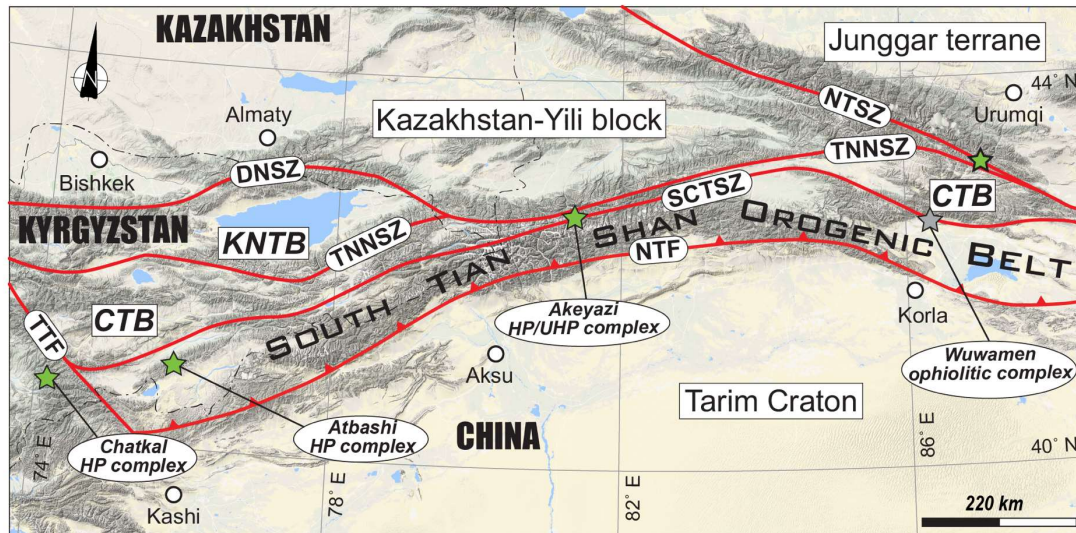 KAZAKHSTAN
Junggar terrane
44° N
Urumqi
NTSZ
Almaty
Kazakhstan-Yili block
TNNSZ
Bishkek
DNSZ
SCTSZ
CTB
KYRGYZSTAN
KNTB
TNNSZ
SOUTH - TIAN SHAN OROGENIC BELT
NTF
Akeyazi
HP/UHP complex
Korla
CTB
TTF
Aksu
Wuwamen
ophiolitic complex
Tarim Craton
CHINA
Atbashi
HP complex
Chatkal
HP complex
74° E
78° E
82° E
86° E
40° N
Kashi
220 km
N